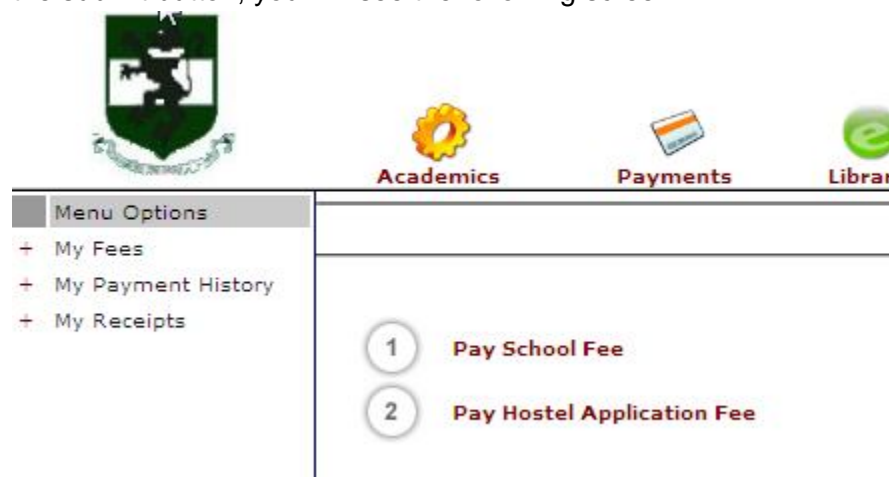 Academics Payments Librar
Menu Options
+ My Fees
+ My Payment History
+ My Receipts
1 Pay School Fee
2 Pay Hostel Application Fee